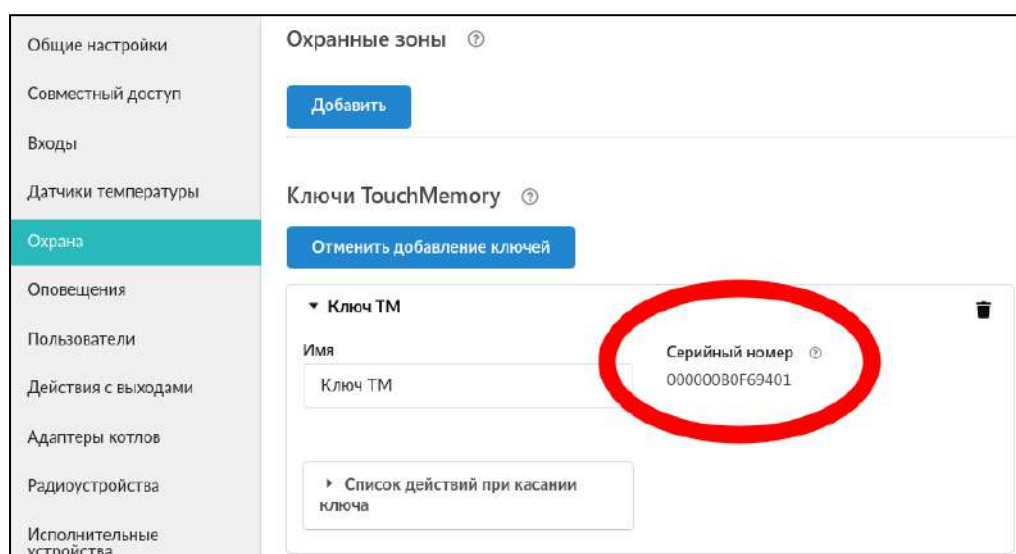 Общие настройки
Совместный доступ
Входы
Датчики температуры
Охрана
Оповещения
Пользователи
Действия с выходами
Адаптеры котлов
Радиоустройства
Исполнительные
устройства
Охранные зоны
Добавить
Ключи TouchMemory
Отменить добавление ключей
Ключ ТМ
Имя
Ключ ТМ
Серийный номер
000000B0F69401
Список действий при касании
ключа